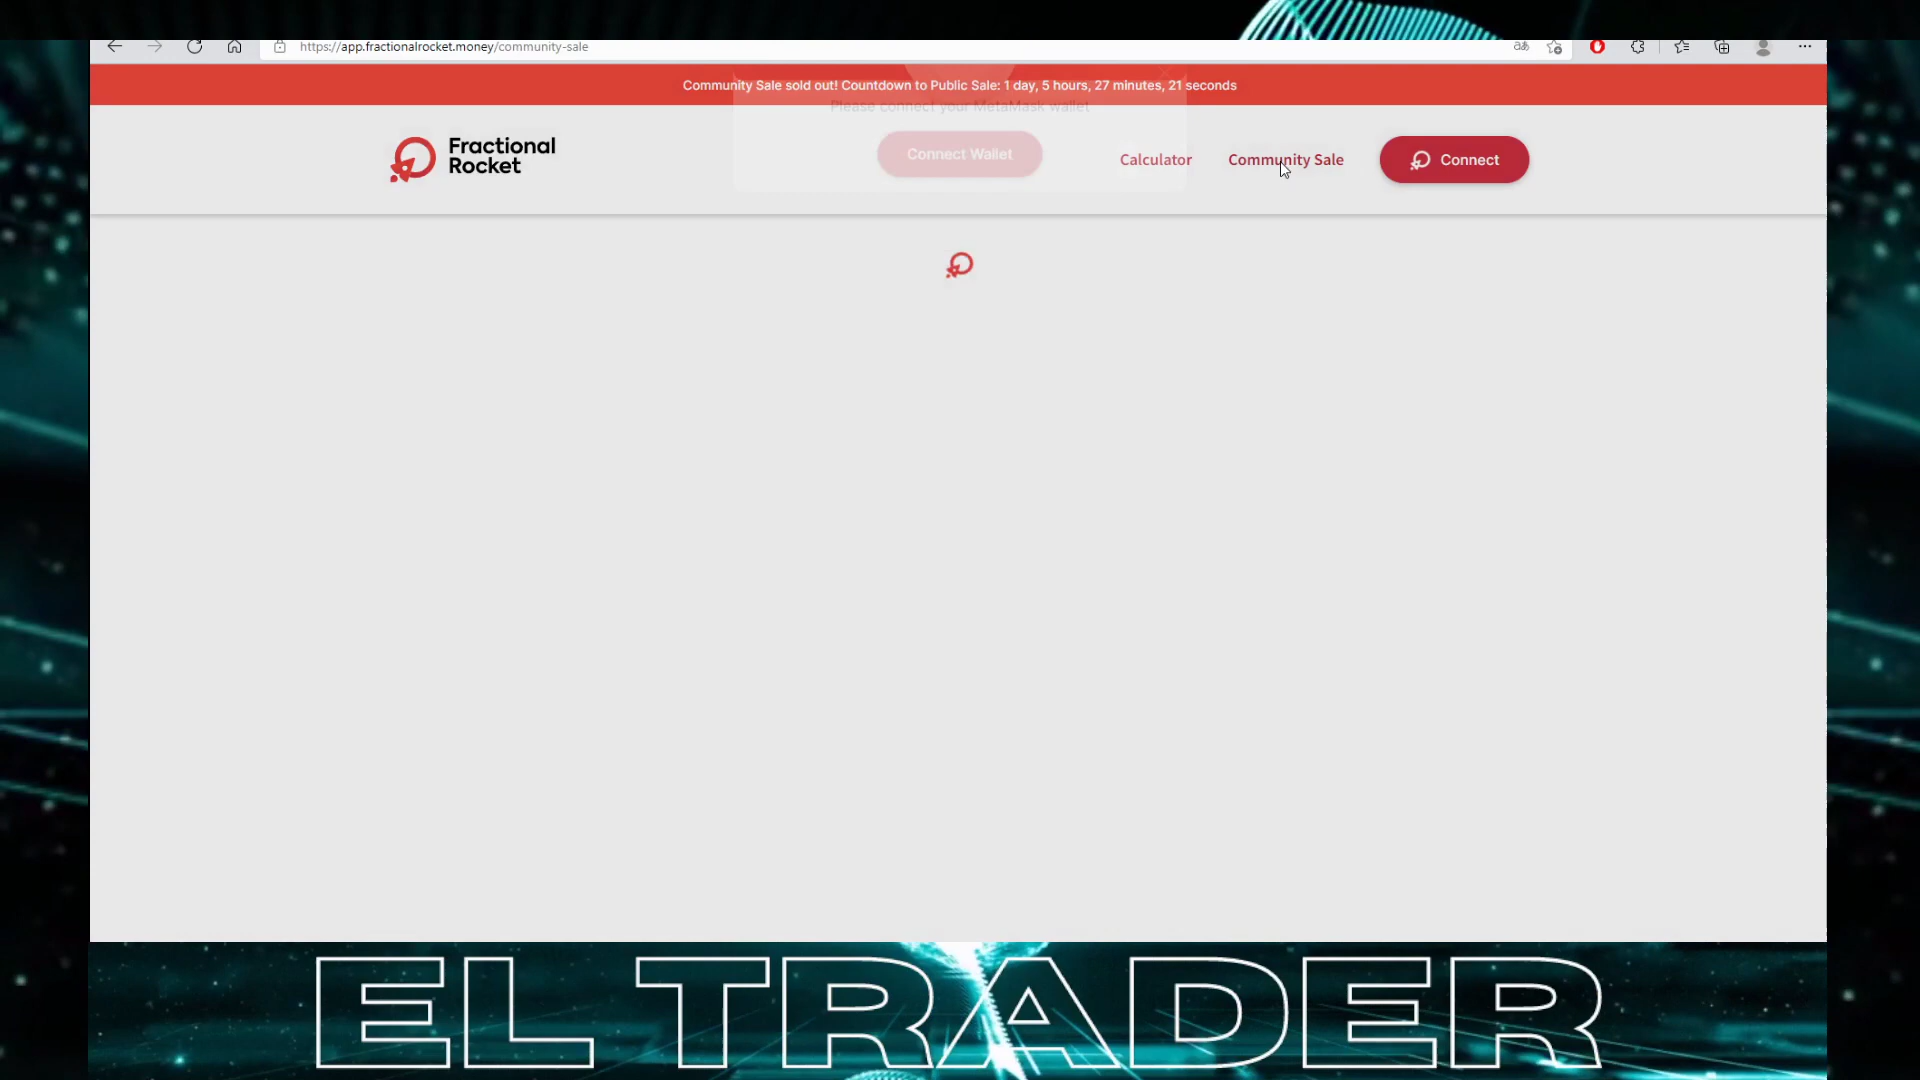 https://app.fractionalrocket.money/community-sale
Community Sale sold out! Countdown to Public Sale: 1 day, 5 hours, 27 minutes, 21 seconds
Please connect your MetaMask wallet
Connect Wallet
Fractional
Rocket
Calculator
Community Sale
Connect
EL TRADER